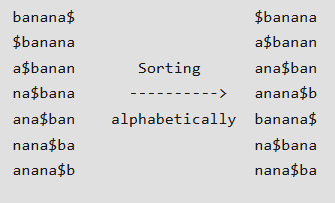 banana$ $banana
$banana a$banan
a$banan Sorting ana$ban
na$bana ----------> anana$b
ana$ban alphabetically banana$
nana$ba na$bana
anana$b nana$ba